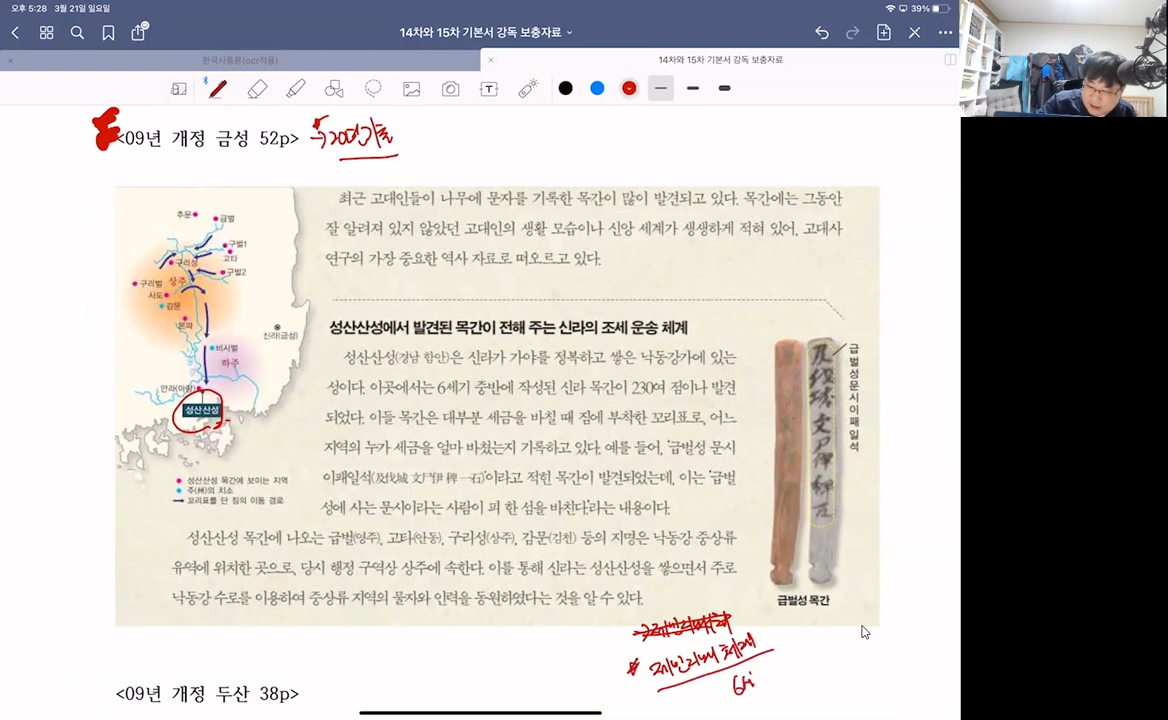 오후 5:28 3월 21일 일요일
39%
14차와 15차 기본서 강독 보충자료
한국사통론(ocr적용)
14차와 15차 기본서 강독 보충자료
<09년 개정 금성 52p>
20년기출
최근 고대인들이 나무에 문자를 기록한 목간이 많이 발견되고 있다. 목간에는 그동안
잘 알려져 있지 않았던 고대인의 생활 모습이나 신앙 세계가 생생하게 적혀 있어, 고대사
연구의 가장 중요한 역사 자료로 떠오르고 있다.
추문
급벌
구벌1
고타
구리성
구벌2
구리벌
상주
사도
감문
본파
신라(금성)
비사벌
하주
안라(아랑)
성산산성
성산산성 목간에 보이는 지역
주(州)의 치소
꼬리표를 단 짐의 이동 경로
성산산성에서 발견된 목간이 전해 주는 신라의 조세 운송 체계
성산산성(경남 함안)은 신라가 가야를 정복하고 쌓은 낙동강가에 있는
성이다. 이곳에서는 6세기 중반에 작성된 신라 목간이 230여 점이나 발견
되었다. 이들 목간은 대부분 세금을 바칠 때 짐에 부착한 꼬리표로, 어느
지역의 누가 세금을 얼마 바쳤는지 기록하고 있다. 예를 들어, '급벌성 문시
이패일석(及伐城 文尸伊 稗 一石)'이라고 적힌 목간이 발견되었는데, 이는 '급벌
성에 사는 문시이라는 사람이 피 한 섬을 바친다'라는 내용이다.
성산산성 목간에 나오는 급벌(영주), 고타(안동), 구리성(상주), 감문(김천) 등의 지명은 낙동강 중상류
유역에 위치한 곳으로, 당시 행정 구역상 상주에 속한다. 이를 통해 신라는 성산산성을 쌓으면서 주로
낙동강 수로를 이용하여 중상류 지역의 물자와 인력을 동원하였다는 것을 알 수 있다.
급벌성문시이패일석
급벌성 목간
<09년 개정 두산 38p>